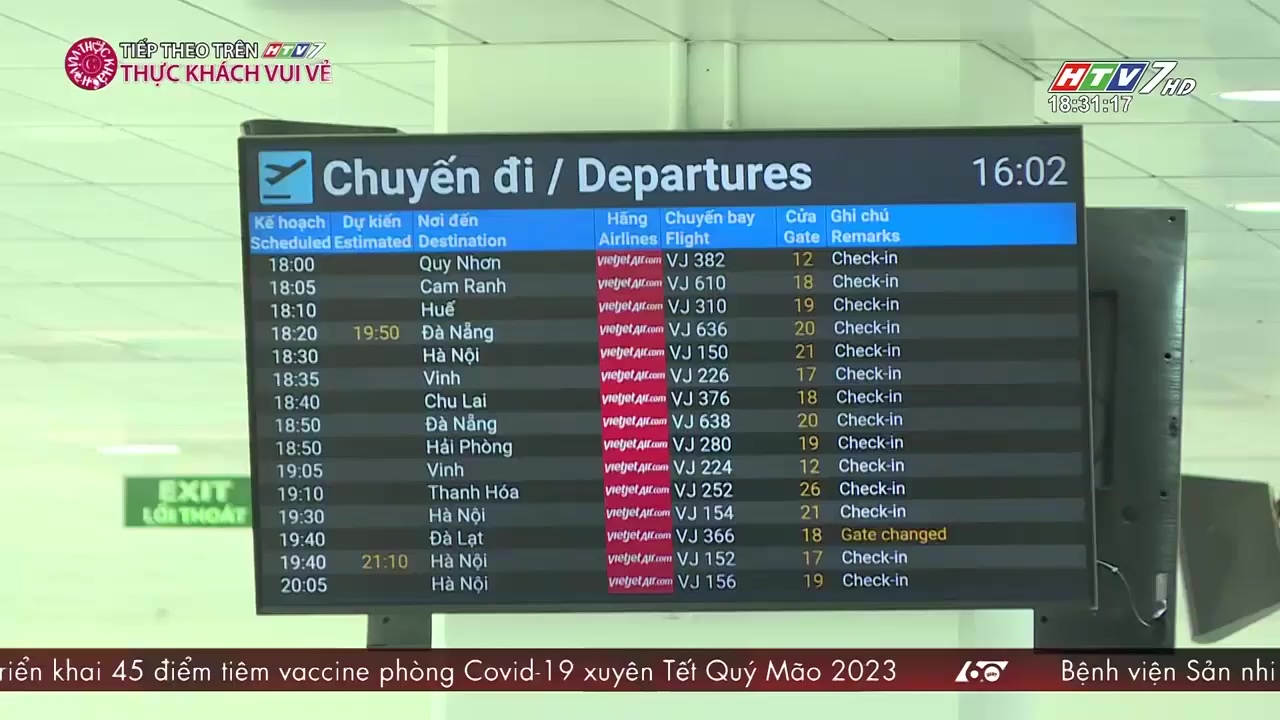 TIẾP THEO TRÊN HTV7
THỰC KHÁCH VUI VẺ
HTV7 HD
18:31:17
Chuyến đi / Departures 16:02
Kế hoạch Dự kiến Nơi đến Hãng Chuyến bay Cửa Ghi chú
Scheduled Estimated Destination Airlines Flight Gate Remarks
18:00 Quy Nhơn vietjetAir.com VJ 382 12 Check-in
18:05 Cam Ranh vietjetAir.com VJ 610 18 Check-in
18:10 Huế vietjetAir.com VJ 310 19 Check-in
18:20 19:50 Đà Nẵng vietjetAir.com VJ 636 20 Check-in
18:30 Hà Nội vietjetAir.com VJ 150 21 Check-in
18:35 Vinh vietjetAir.com VJ 226 17 Check-in
18:40 Chu Lai vietjetAir.com VJ 376 18 Check-in
18:50 Đà Nẵng vietjetAir.com VJ 638 20 Check-in
18:50 Hải Phòng vietjetAir.com VJ 280 19 Check-in
19:05 Vinh vietjetAir.com VJ 224 12 Check-in
19:10 Thanh Hóa vietjetAir.com VJ 252 26 Check-in
19:30 Hà Nội vietjetAir.com VJ 154 21 Check-in
19:40 Đà Lạt vietjetAir.com VJ 366 18 Gate changed
19:40 21:10 Hà Nội vietjetAir.com VJ 152 17 Check-in
20:05 Hà Nội vietjetAir.com VJ 156 19 Check-in
EXIT
LỐI THOÁT
riển khai 45 điểm tiêm vaccine phòng Covid-19 xuyên Tết Quý Mão 2023 60 Bệnh viện Sản nhi